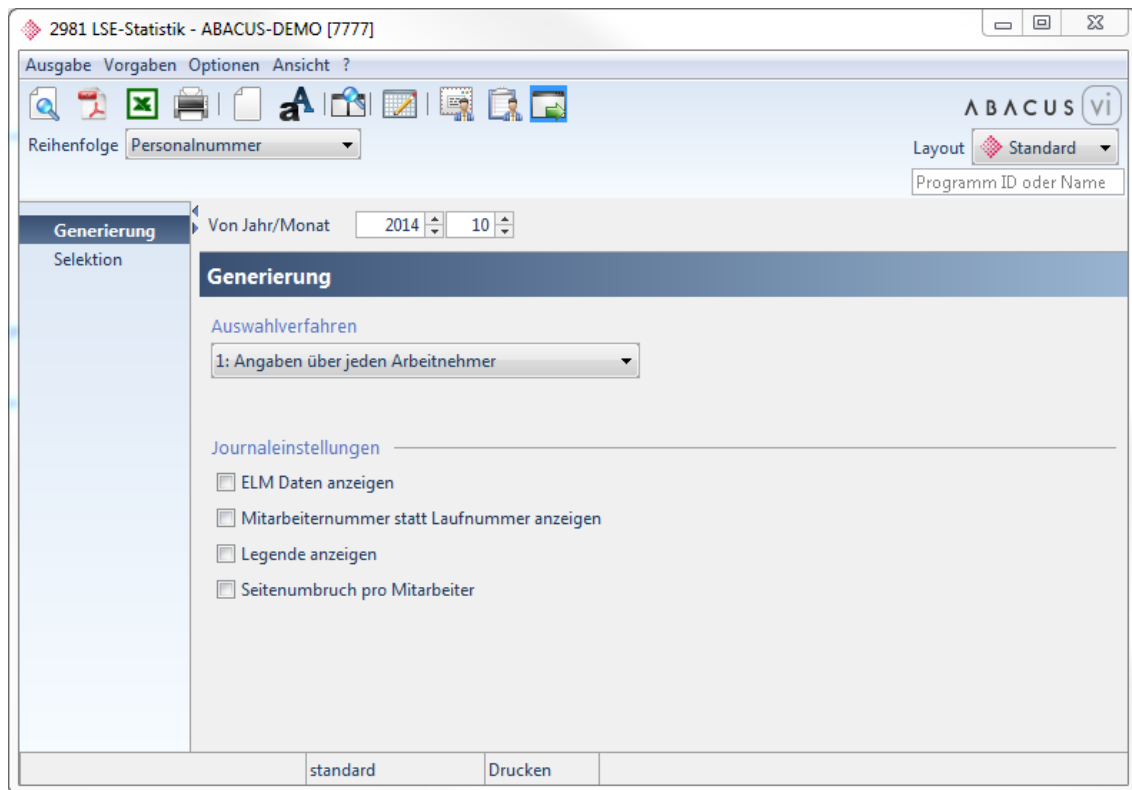 2981 LSE-Statistik - ABACUS-DEMO [7777]
Ausgabe Vorgaben Optionen Ansicht ?
ABACUS vi
Reihenfolge Personalnummer
Layout Standard
Programm ID oder Name
Generierung
Selektion
Von Jahr/Monat 2014 10
Generierung
Auswahlverfahren
1: Angaben über jeden Arbeitnehmer
Journaleinstellungen
ELM Daten anzeigen
Mitarbeiternummer statt Laufnummer anzeigen
Legende anzeigen
Seitenumbruch pro Mitarbeiter
standard Drucken